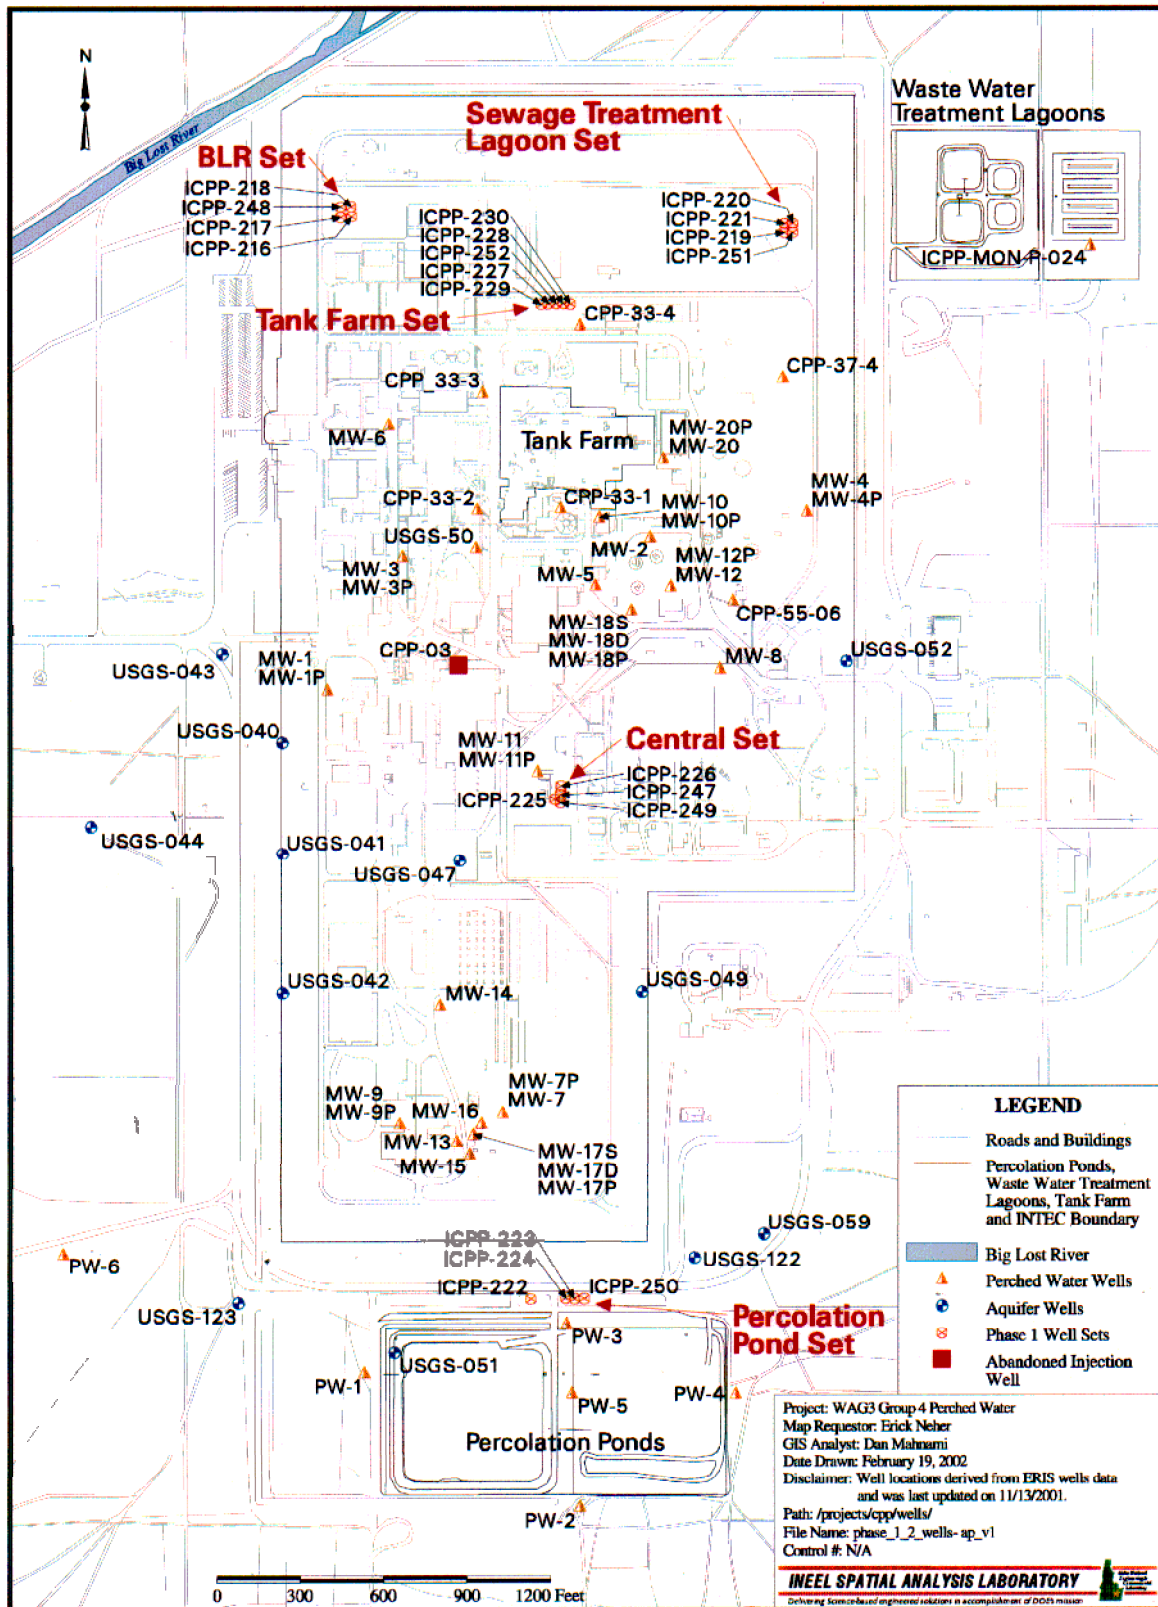 N
Big Lost River
Waste Water
Treatment Lagoons
Sewage Treatment
Lagoon Set
BLR Set
ICPP-218
ICPP-248
ICPP-217
ICPP-216
ICPP-230
ICPP-228
ICPP-252
ICPP-227
ICPP-229
ICPP-220
ICPP-221
ICPP-219
ICPP-251
ICPP-MON-P-024
Tank Farm Set
CPP-33-4
CPP_33-3
CPP-37-4
MW-6
Tank Farm
MW-20P
MW-20
CPP-33-2
CPP-33-1
MW-10
MW-10P
MW-4
MW-4P
USGS-50
MW-2
MW-3
MW-3P
MW-5
MW-12P
MW-12
MW-18S
MW-18D
MW-18P
CPP-55-06
CPP-03
MW-8
USGS-052
USGS-043
MW-1
MW-1P
USGS-040
MW-11
MW-11P
Central Set
ICPP-226
ICPP-247
ICPP-225
ICPP-249
USGS-044
USGS-041
USGS-047
USGS-042
USGS-049
MW-14
MW-9
MW-9P
MW-16
MW-7P
MW-7
MW-13
MW-15
MW-17S
MW-17D
MW-17P
USGS-059
USGS-122
PW-6
ICPP-223
ICPP-224
ICPP-222
ICPP-250
USGS-123
Percolation
Pond Set
PW-3
USGS-051
PW-1
PW-5
PW-4
Percolation Ponds
PW-2
0 300 600 900 1200 Feet
LEGEND
Roads and Buildings
Percolation Ponds,
Waste Water Treatment
Lagoons, Tank Farm
and INTEC Boundary
Big Lost River
Perched Water Wells
Aquifer Wells
Phase 1 Well Sets
Abandoned Injection
Well
Project: WAG3 Group 4 Perched Water
Map Requestor: Erick Neher
GIS Analyst: Dan Mahnami
Date Drawn: February 19, 2002
Disclaimer: Well locations derived from ERIS wells data
and was last updated on 11/13/2001.
Path: /projects/cpp/wells/
File Name: phase_1_2_wells-ap_v1
Control #: N/A
INEEL SPATIAL ANALYSIS LABORATORY
Delivering Science-based engineered solutions in accomplishment of DOE's mission